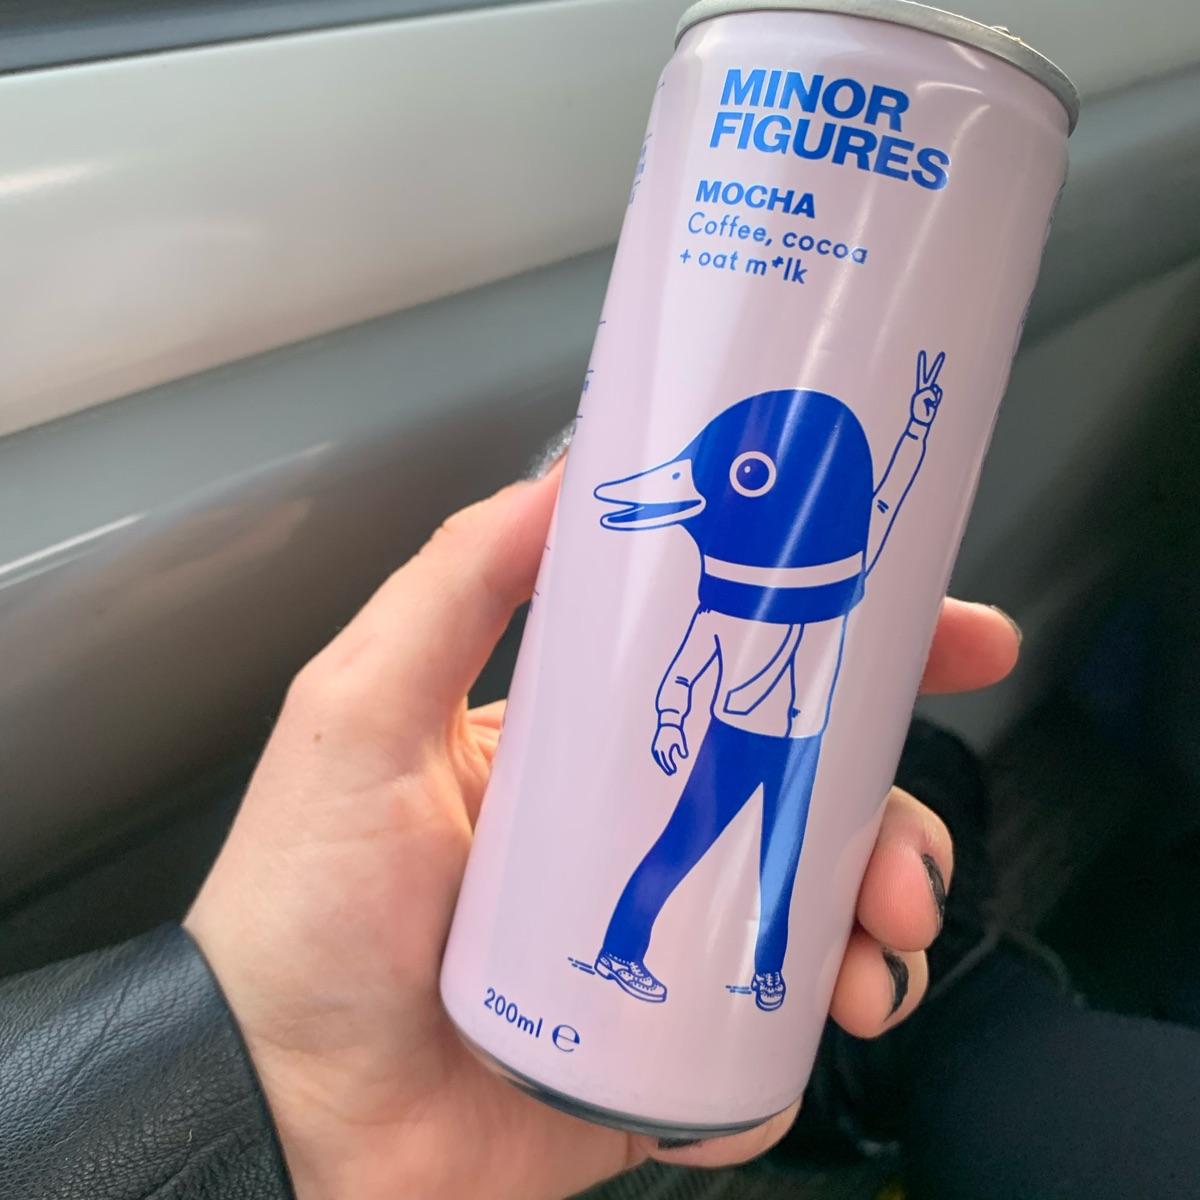 MINOR
FIGURES
MOCHA
Coffee, cocoa
+ oat m*lk
200ml ℮